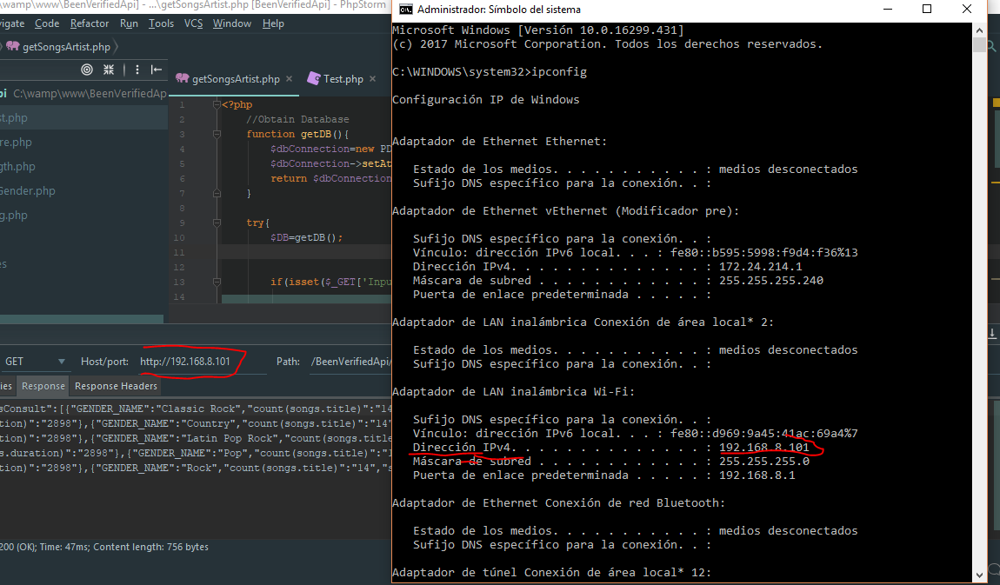 wamp\www\BeenVerifiedApi] - ...\getSongsArtist.php [BeenVerifiedApi] - PhpStorm
vigate Code Refactor Run Tools VCS Window Help
getSongsArtist.php
pi C:\wamp\www\BeenVerifiedAp
st.php
re.php
gth.php
Gender.php
g.php
es
getSongsArtist.php × Test.php ×
1 <?php
2 //Obtain Database
3 function getDB(){
4 $dbConnection=new PD
5 $dbConnection->setAt
6 return $dbConnection
7 }
8
9 try{
10 $DB=getDB();
11
12
13 if(isset($_GET['Inpu
14
GET Host/port: http://192.168.8.101 Path: /BeenVerifiedApi/
ies Response Response Headers
sConsult":[{"GENDER_NAME":"Classic Rock","count(songs.title)":"14
tion)":"2898"},{"GENDER_NAME":"Country","count(songs.title)":"14"
tion)":"2898"},{"GENDER_NAME":"Latin Pop Rock","count(songs.title
s.duration)":"2898"},{"GENDER_NAME":"Pop","count(songs.title)":"1
tion)":"2898"},{"GENDER_NAME":"Rock","count(songs.title)":"14","s
200 (OK); Time: 47ms; Content length: 756 bytes
Administrador: Símbolo del sistema
Microsoft Windows [Versión 10.0.16299.431]
(c) 2017 Microsoft Corporation. Todos los derechos reservados.
C:\WINDOWS\system32>ipconfig
Configuración IP de Windows
Adaptador de Ethernet Ethernet:
Estado de los medios. . . . . . . . . . . : medios desconectados
Sufijo DNS específico para la conexión. . :
Adaptador de Ethernet vEthernet (Modificador pre):
Sufijo DNS específico para la conexión. . :
Vínculo: dirección IPv6 local. . . : fe80::b595:5998:f9d4:f36%13
Dirección IPv4. . . . . . . . . . . . . . : 172.24.214.1
Máscara de subred . . . . . . . . . . . . : 255.255.255.240
Puerta de enlace predeterminada . . . . . :
Adaptador de LAN inalámbrica Conexión de área local* 2:
Estado de los medios. . . . . . . . . . . : medios desconectados
Sufijo DNS específico para la conexión. . :
Adaptador de LAN inalámbrica Wi-Fi:
Sufijo DNS específico para la conexión. . :
Vínculo: dirección IPv6 local. . . : fe80::d969:9a45:41ac:69a4%7
Dirección IPv4. . . . . . . . . . . . . . : 192.168.8.101
Máscara de subred . . . . . . . . . . . . : 255.255.255.0
Puerta de enlace predeterminada . . . . . : 192.168.8.1
Adaptador de Ethernet Conexión de red Bluetooth:
Estado de los medios. . . . . . . . . . . : medios desconectados
Sufijo DNS específico para la conexión. . :
Adaptador de túnel Conexión de área local* 12: